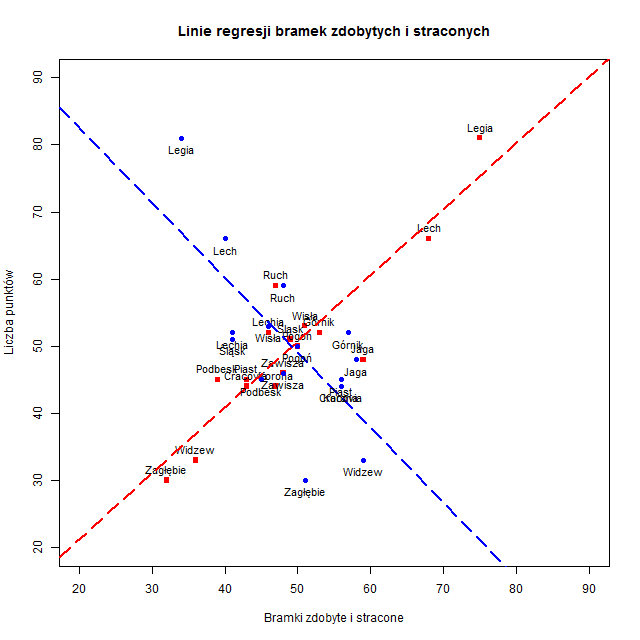 Linie regresji bramek zdobytych i straconych
Liczba punktów
90
80
70
60
50
40
30
20
Legia
Legia
Lech
Lech
Ruch
Ruch
Wisła
Lechia
Górnik
Śląsk
Wisła
Pogoń
Lechia
Górnik
Śląsk
Jaga
Pogoń
Zawisza
Podbesk
Piast
Jaga
Cracovia
Korona
Zawisza
Podbesk
Piast
Widzew
Zagłębie
Widzew
Zagłębie
20 30 40 50 60 70 80 90
Bramki zdobyte i stracone